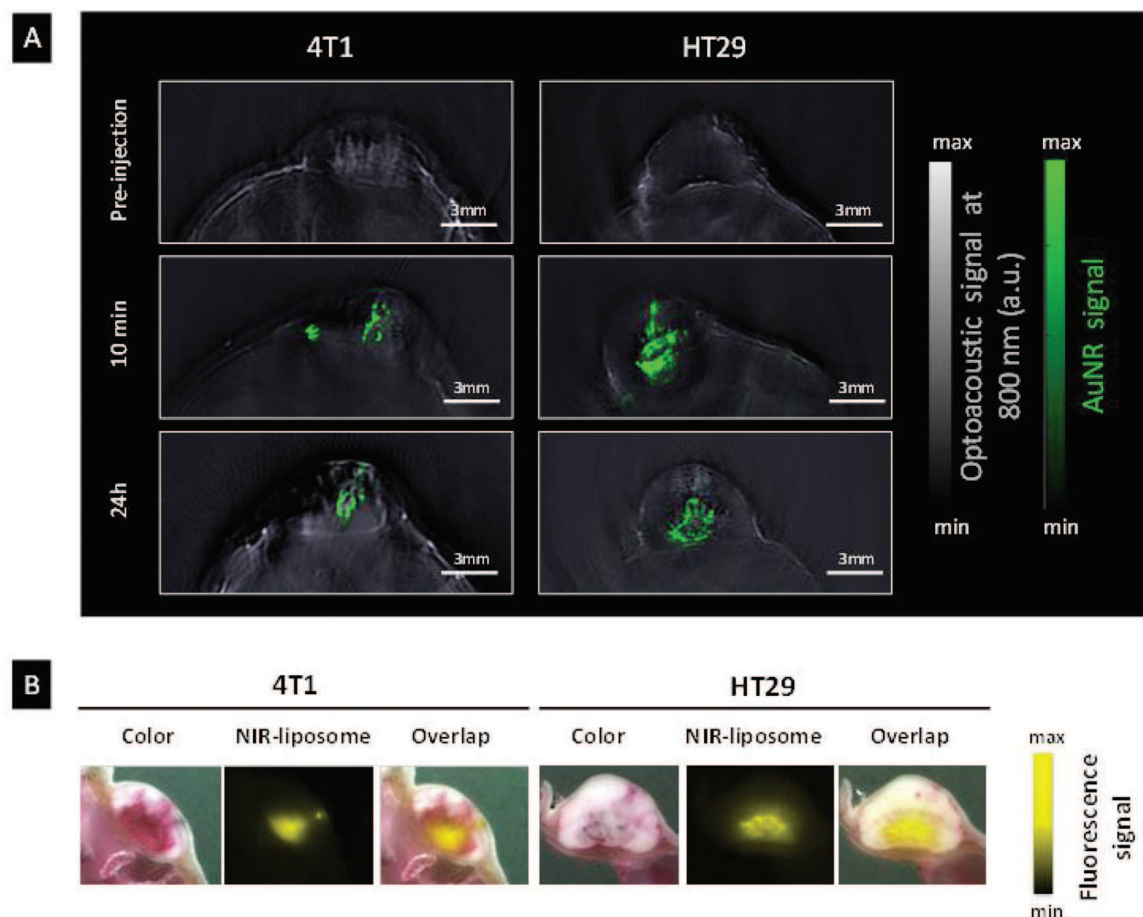 A
4T1 HT29
Pre-injection
3mm 3mm
10 min
3mm 3mm
24h
3mm 3mm
max max
Optoacoustic signal at
800 nm (a.u.)
AuNR signal
min min
B
4T1 HT29
Color NIR-liposome Overlap Color NIR-liposome Overlap
max
Fluorescence
signal
min